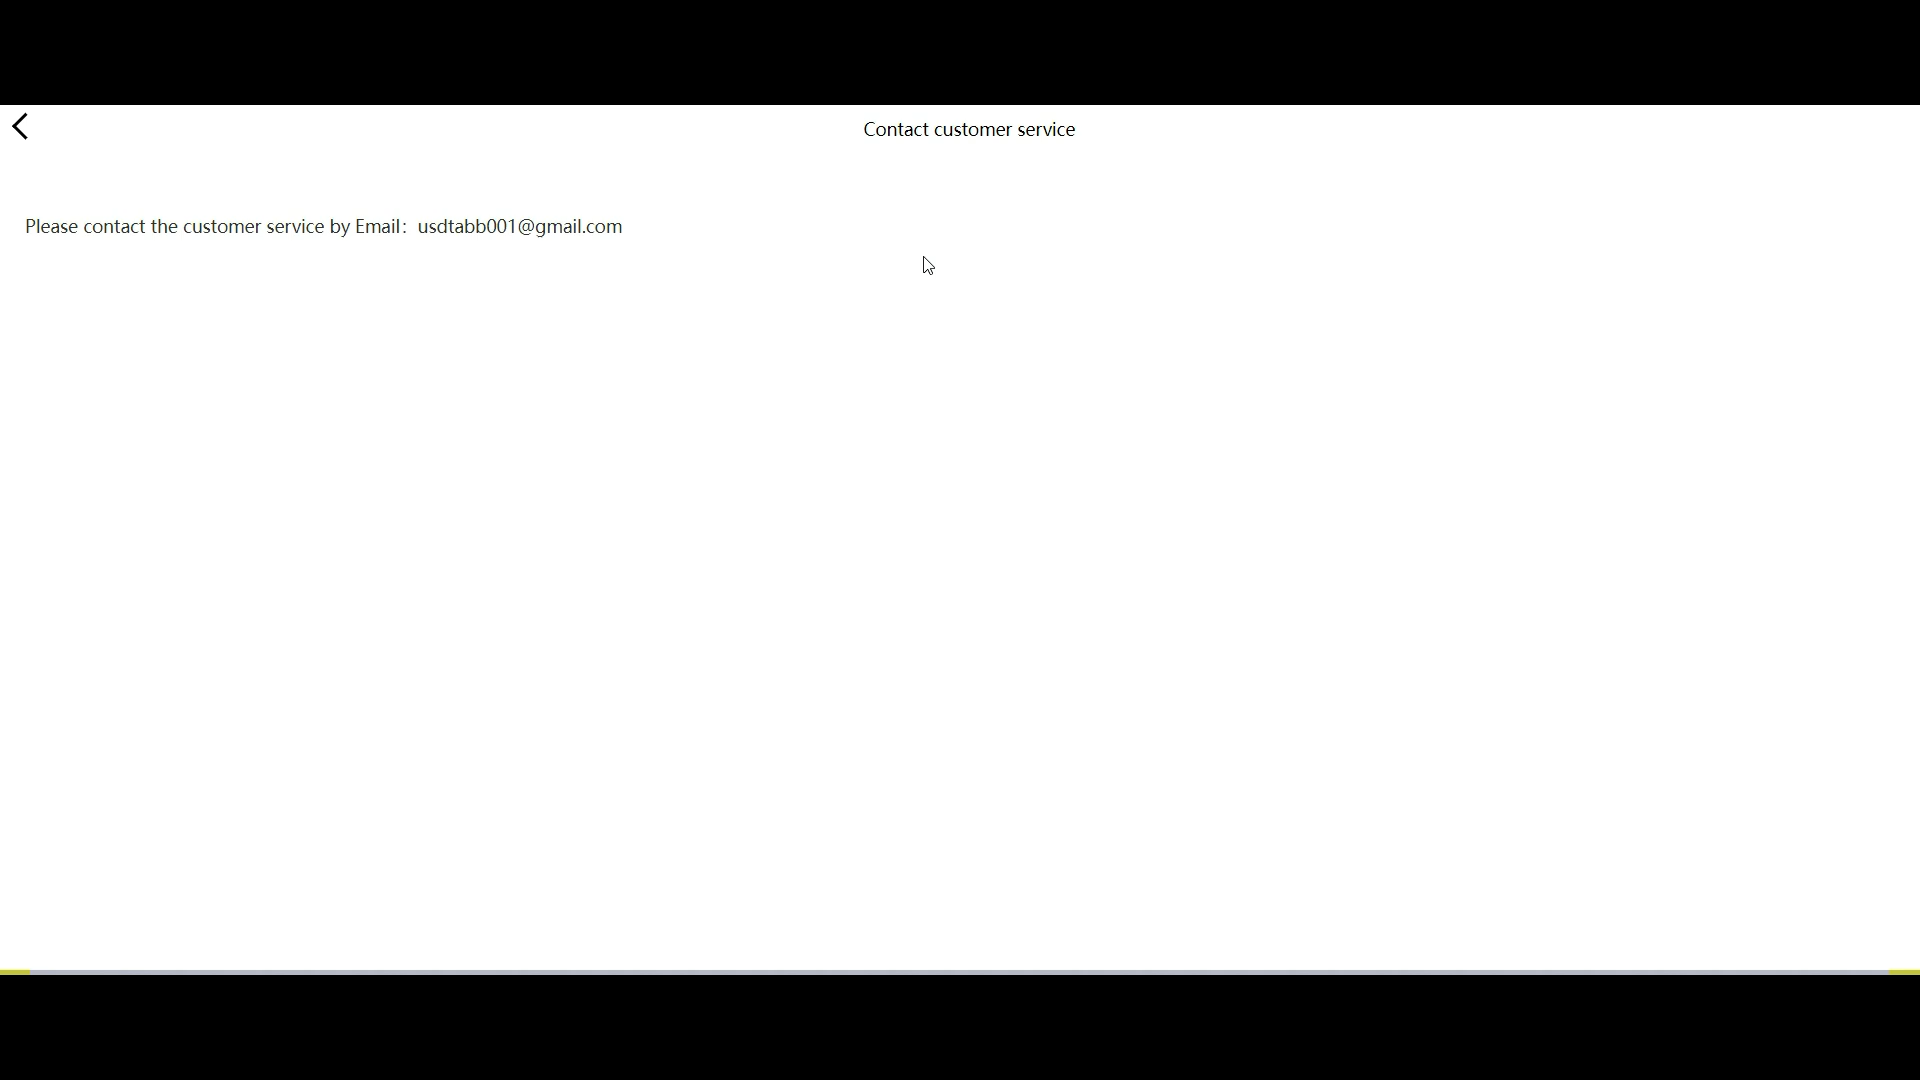 Contact customer service
Please contact the customer service by Email：usdtabb001@gmail.com